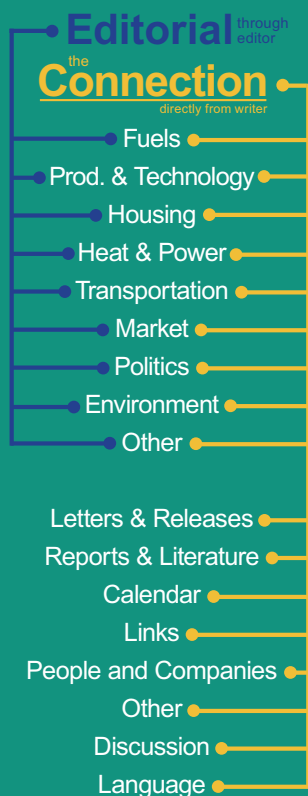 Editorial through editor
the
Connection
directly from writer
Fuels
Prod. & Technology
Housing
Heat & Power
Transportation
Market
Politics
Environment
Other
Letters & Releases
Reports & Literature
Calendar
Links
People and Companies
Other
Discussion
Language